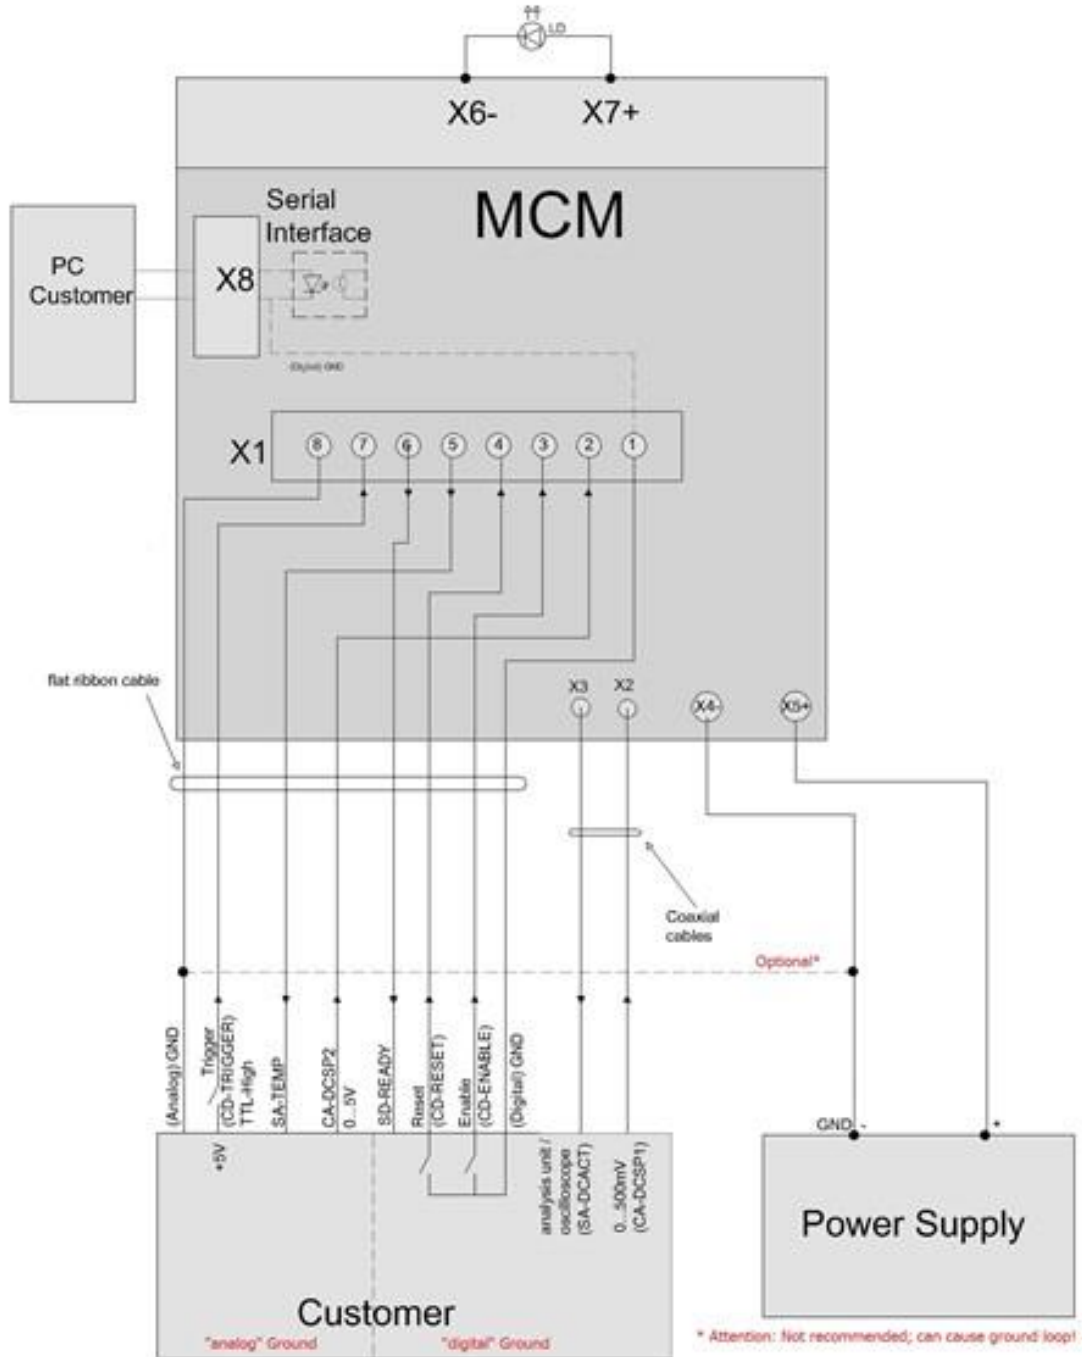 LD
X6-
X7+
MCM
Serial
Interface
PC
Customer
X8
(Digital) GND
X1
8
7
6
5
4
3
2
1
flat ribbon cable
X3
X2
X4-
X5+
Coaxial
cables
Optional*
(Analog) GND
Trigger
(CD-TRIGGER)
TTL-High
SA-TEMP
CA-DCSP2
0...5V
SD-READY
Reset
(CD-RESET)
Enable
(CD-ENABLE)
(Digital) GND
+5V
analysis unit /
oscilloscope
(SA-DCACT)
0...500mV
(CA-DCSP1)
GND
-
+
Power Supply
Customer
"analog" Ground
"digital" Ground
* Attention: Not recommended; can cause ground loop!